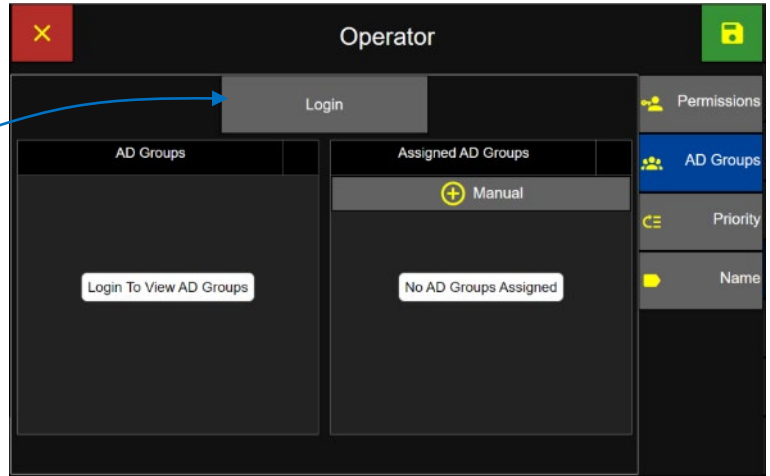 Operator
Login
Permissions
AD Groups
Assigned AD Groups
AD Groups
Manual
Priority
Name
Login To View AD Groups
No AD Groups Assigned